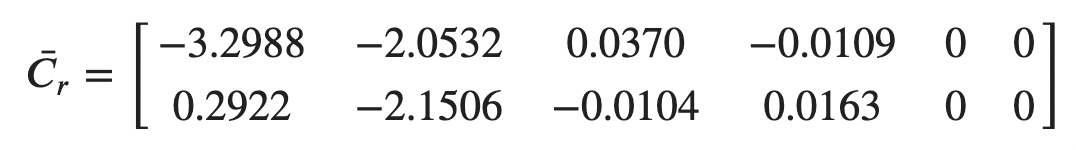 C̄r = [ −3.2988 −2.0532 0.0370 −0.0109 0 0
0.2922 −2.1506 −0.0104 0.0163 0 0 ]